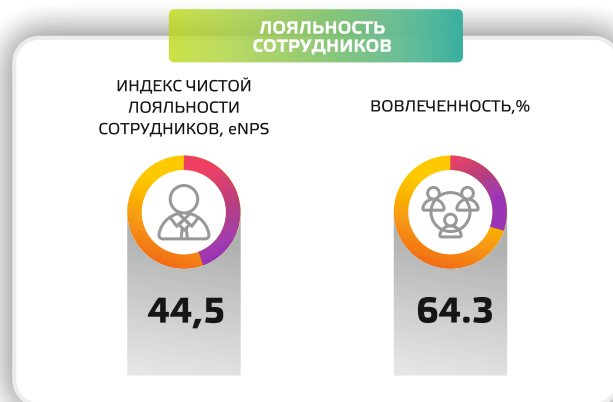 ЛОЯЛЬНОСТЬ
СОТРУДНИКОВ
ИНДЕКС ЧИСТОЙ
ЛОЯЛЬНОСТИ
СОТРУДНИКОВ, eNPS
44,5
ВОВЛЕЧЕННОСТЬ,%
64.3